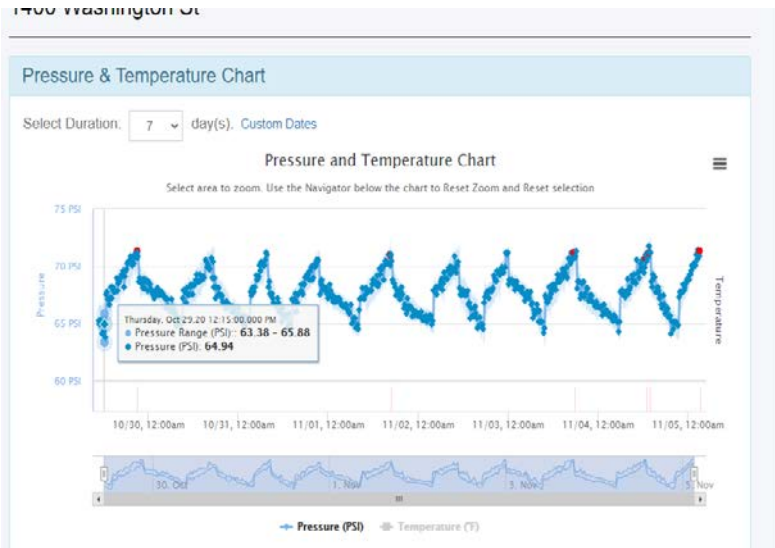 1400 Washington St
Pressure & Temperature Chart
Select Duration: 7 day(s). Custom Dates
Pressure and Temperature Chart
Select area to zoom. Use the Navigator below the chart to Reset Zoom and Reset selection
75 PSI
70 PSI
65 PSI
60 PSI
Pressure
Temperature
Thursday, Oct 29,20 12:15:00.000 PM
Pressure Range (PSI):: 63.38 - 65.88
Pressure (PSI): 64.94
10/30, 12:00am 10/31, 12:00am 11/01, 12:00am 11/02, 12:00am 11/03, 12:00am 11/04, 12:00am 11/05, 12:00am
30. Oct 1. Nov 3. Nov 5. Nov
Pressure (PSI) Temperature (°F)